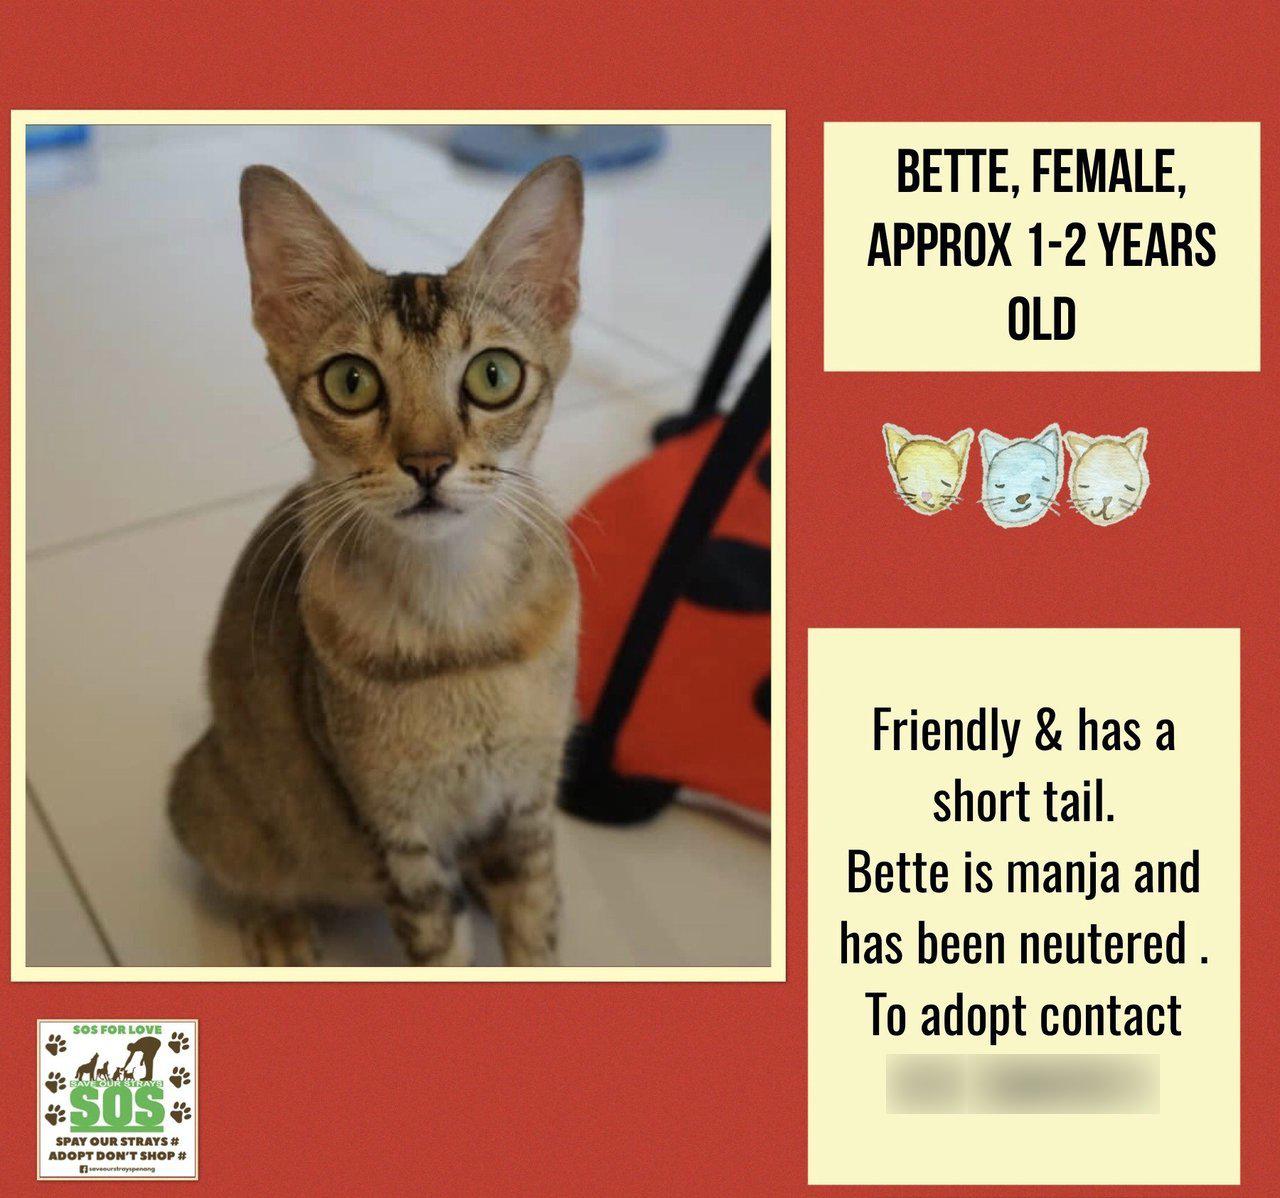 BETTE, FEMALE,
APPROX 1-2 YEARS
OLD
Friendly & has a
short tail.
Bette is manja and
has been neutered .
To adopt contact
SOS FOR LOVE
SAVE OUR STRAYS
SOS
SPAY OUR STRAYS #
ADOPT DON'T SHOP #
saveourstrayspenang